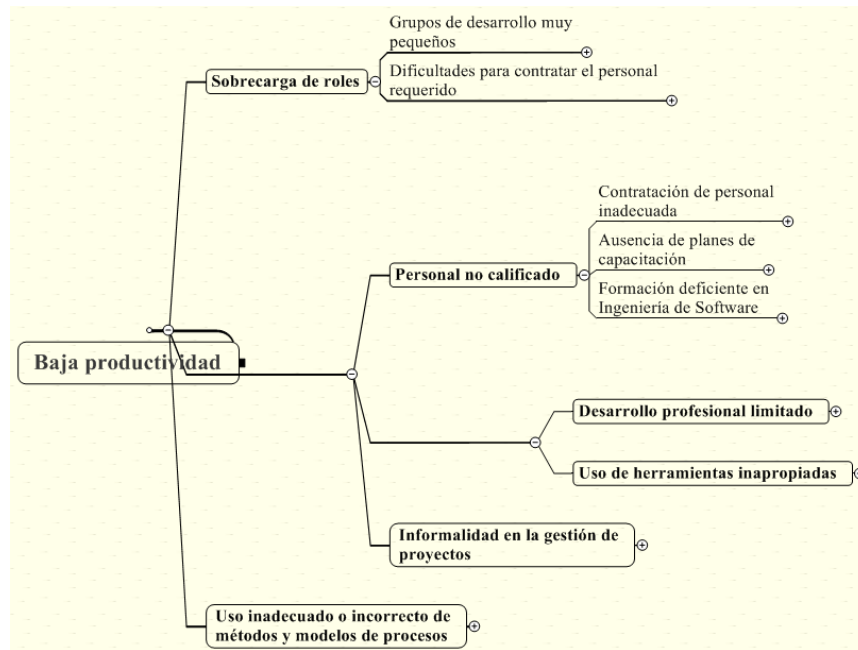 Grupos de desarrollo muy
pequeños
Sobrecarga de roles
Dificultades para contratar el personal
requerido
Contratación de personal
inadecuada
Ausencia de planes de
capacitación
Personal no calificado
Formación deficiente en
Ingeniería de Software
Baja productividad
Desarrollo profesional limitado
Uso de herramientas inapropiadas
Informalidad en la gestión de
proyectos
Uso inadecuado o incorrecto de
métodos y modelos de procesos